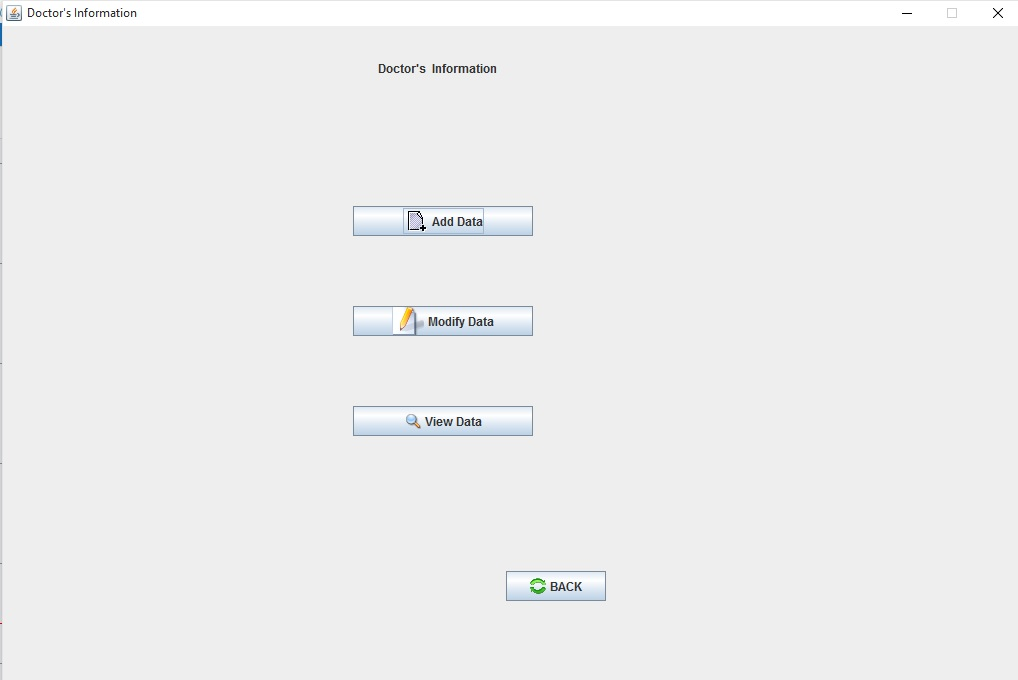 Doctor's Information
Doctor's  Information
Add Data
Modify Data
View Data
BACK